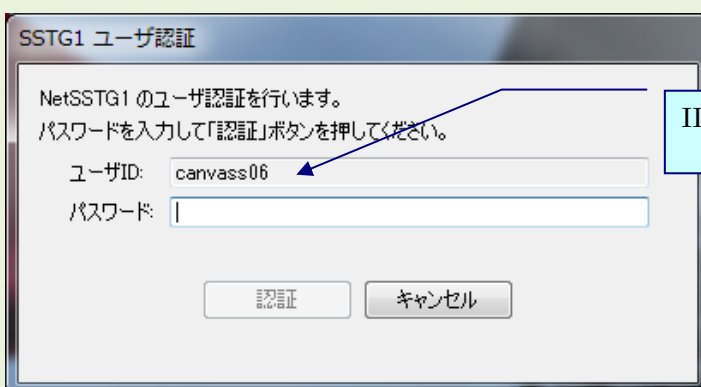 SSTG1 ユーザ認証
NetSSTG1 のユーザ認証を行います。
パスワードを入力して「認証」ボタンを押してください。
ユーザID: canvass06
パスワード:
認証 キャンセル